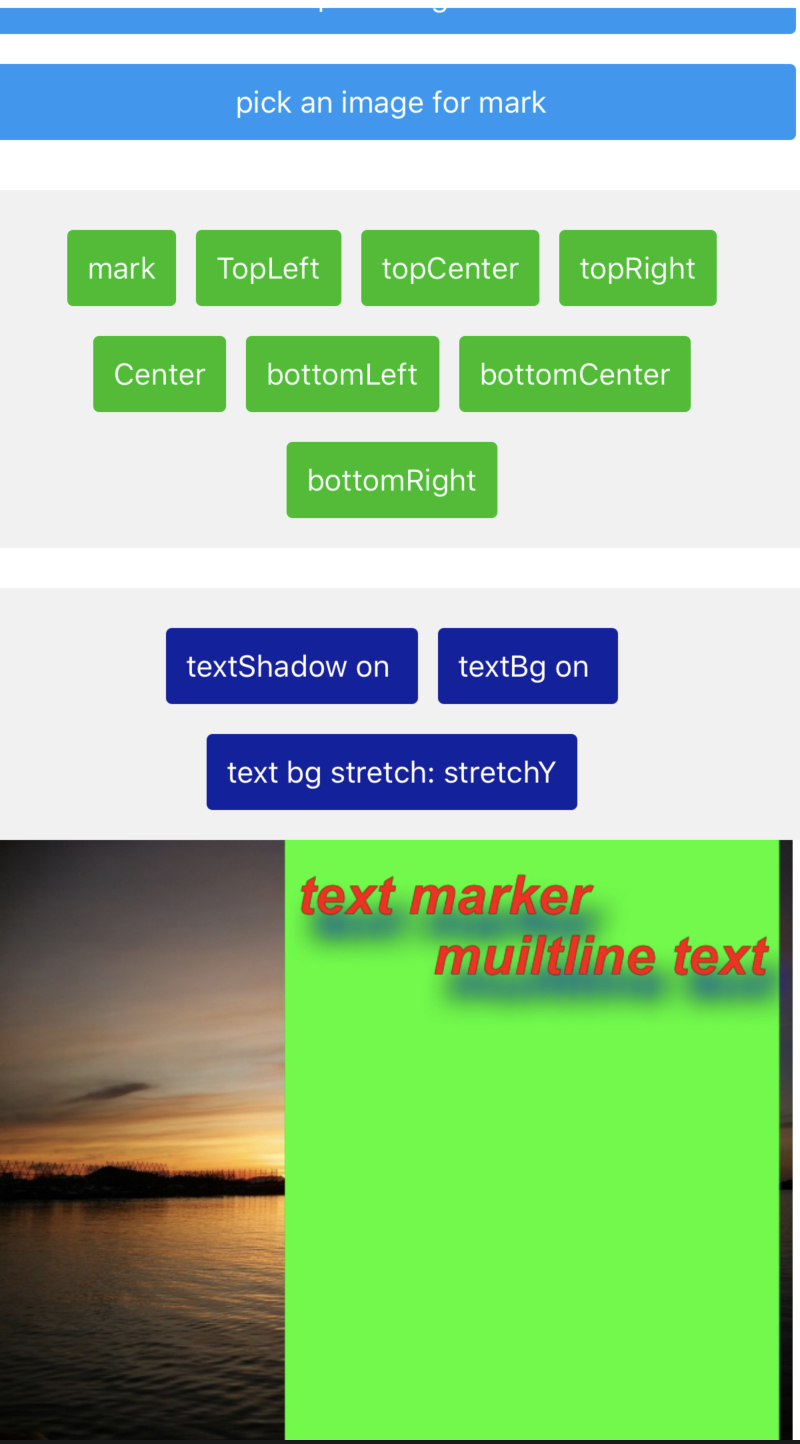 pick an image for mark
mark TopLeft topCenter topRight
Center bottomLeft bottomCenter
bottomRight
textShadow on textBg on
text bg stretch: stretchY
text marker
muiltline text